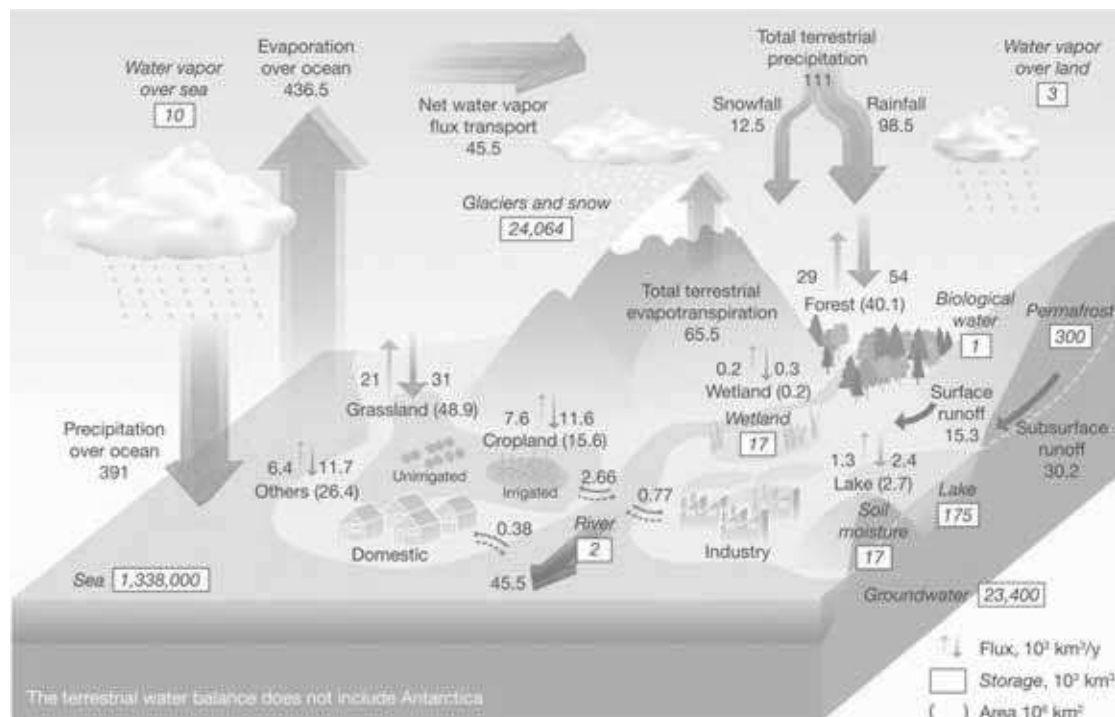 Evaporation
over ocean
436.5
Water vapor
over sea
10
Net water vapor
flux transport
45.5
Total terrestrial
precipitation
111
Snowfall
12.5
Rainfall
98.5
Water vapor
over land
3
Glaciers and snow
24,064
Total terrestrial
evapotranspiration
65.5
29
54
Forest (40.1)
Biological
water
1
Permafrost
300
0.2
0.3
Wetland (0.2)
Wetland
17
Surface
runoff
15.3
Subsurface
runoff
30.2
21
31
Grassland (48.9)
7.6
11.6
Cropland (15.6)
Precipitation
over ocean
391
6.4
11.7
Others (26.4)
Unirrigated
Irrigated
2.66
0.77
1.3
2.4
Lake (2.7)
Lake
175
Soil
moisture
17
Domestic
0.38
River
2
Industry
45.5
Sea 1,338,000
Groundwater 23,400
Flux, 10³ km³/y
Storage, 10³ km³
( ) Area 10⁶ km²
The terrestrial water balance does not include Antarctica